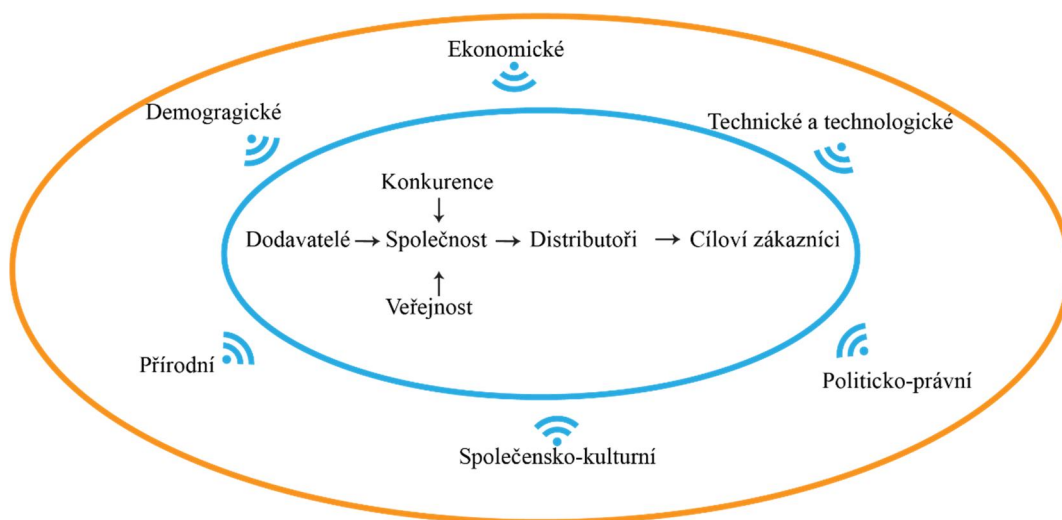 Ekonomické
Demogragické
Technické a technologické
Konkurence
Dodavatelé → Společnost → Distributoři → Cíloví zákazníci
Veřejnost
Přírodní
Politicko-právní
Společensko-kulturní